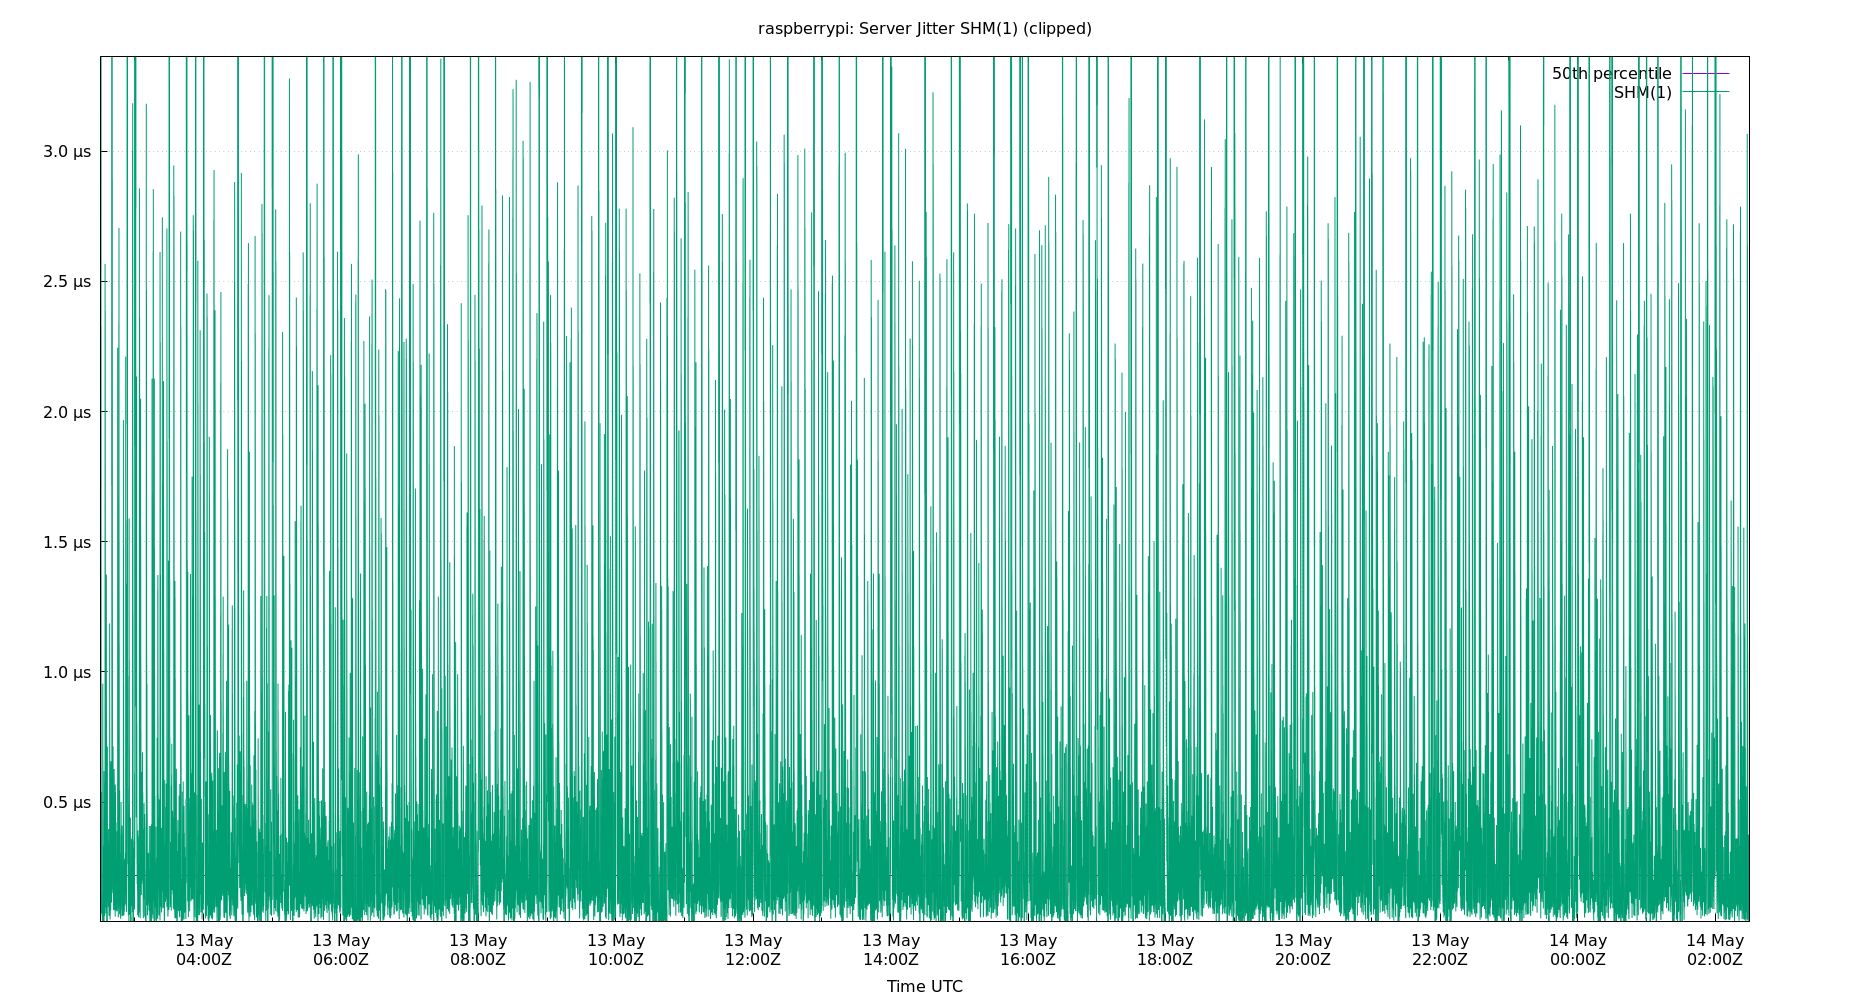 raspberrypi: Server Jitter SHM(1) (clipped)
50th percentile
SHM(1)
3.0 μs
2.5 μs
2.0 μs
1.5 μs
1.0 μs
0.5 μs
13 May 13 May 13 May 13 May 13 May 13 May 13 May 13 May 13 May 13 May 14 May 14 May
04:00Z 06:00Z 08:00Z 10:00Z 12:00Z 14:00Z 16:00Z 18:00Z 20:00Z 22:00Z 00:00Z 02:00Z
Time UTC